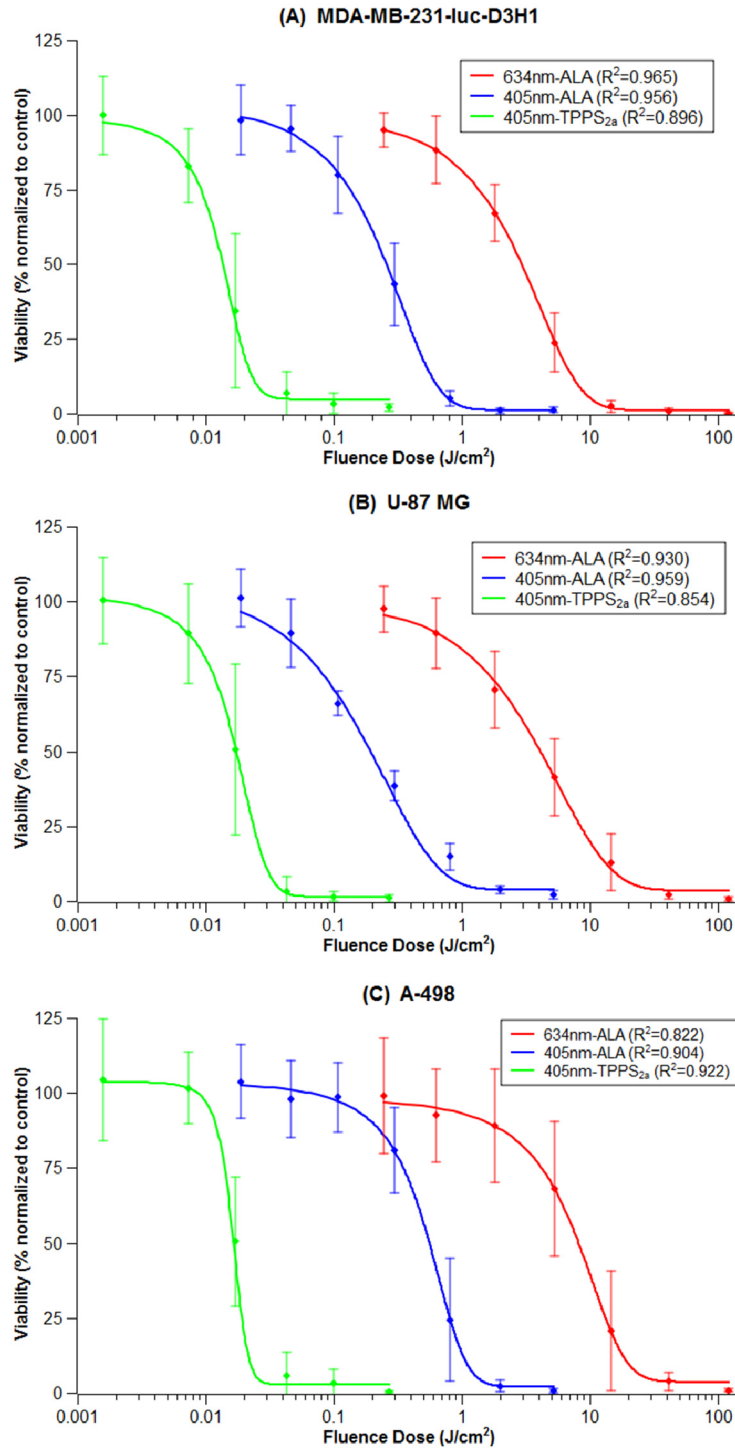 (A) MDA-MB-231-luc-D3H1
125
100
75
50
25
0
Viability (% normalized to control)
634nm-ALA (R²=0.965)
405nm-ALA (R²=0.956)
405nm-TPPS₂ₐ (R²=0.896)
0.001 0.01 0.1 1 10 100
Fluence Dose (J/cm²)
(B) U-87 MG
125
100
75
50
25
0
Viability (% normalized to control)
634nm-ALA (R²=0.930)
405nm-ALA (R²=0.959)
405nm-TPPS₂ₐ (R²=0.854)
0.001 0.01 0.1 1 10 100
Fluence Dose (J/cm²)
(C) A-498
125
100
75
50
25
0
Viability (% normalized to control)
634nm-ALA (R²=0.822)
405nm-ALA (R²=0.904)
405nm-TPPS₂ₐ (R²=0.922)
0.001 0.01 0.1 1 10 100
Fluence Dose (J/cm²)